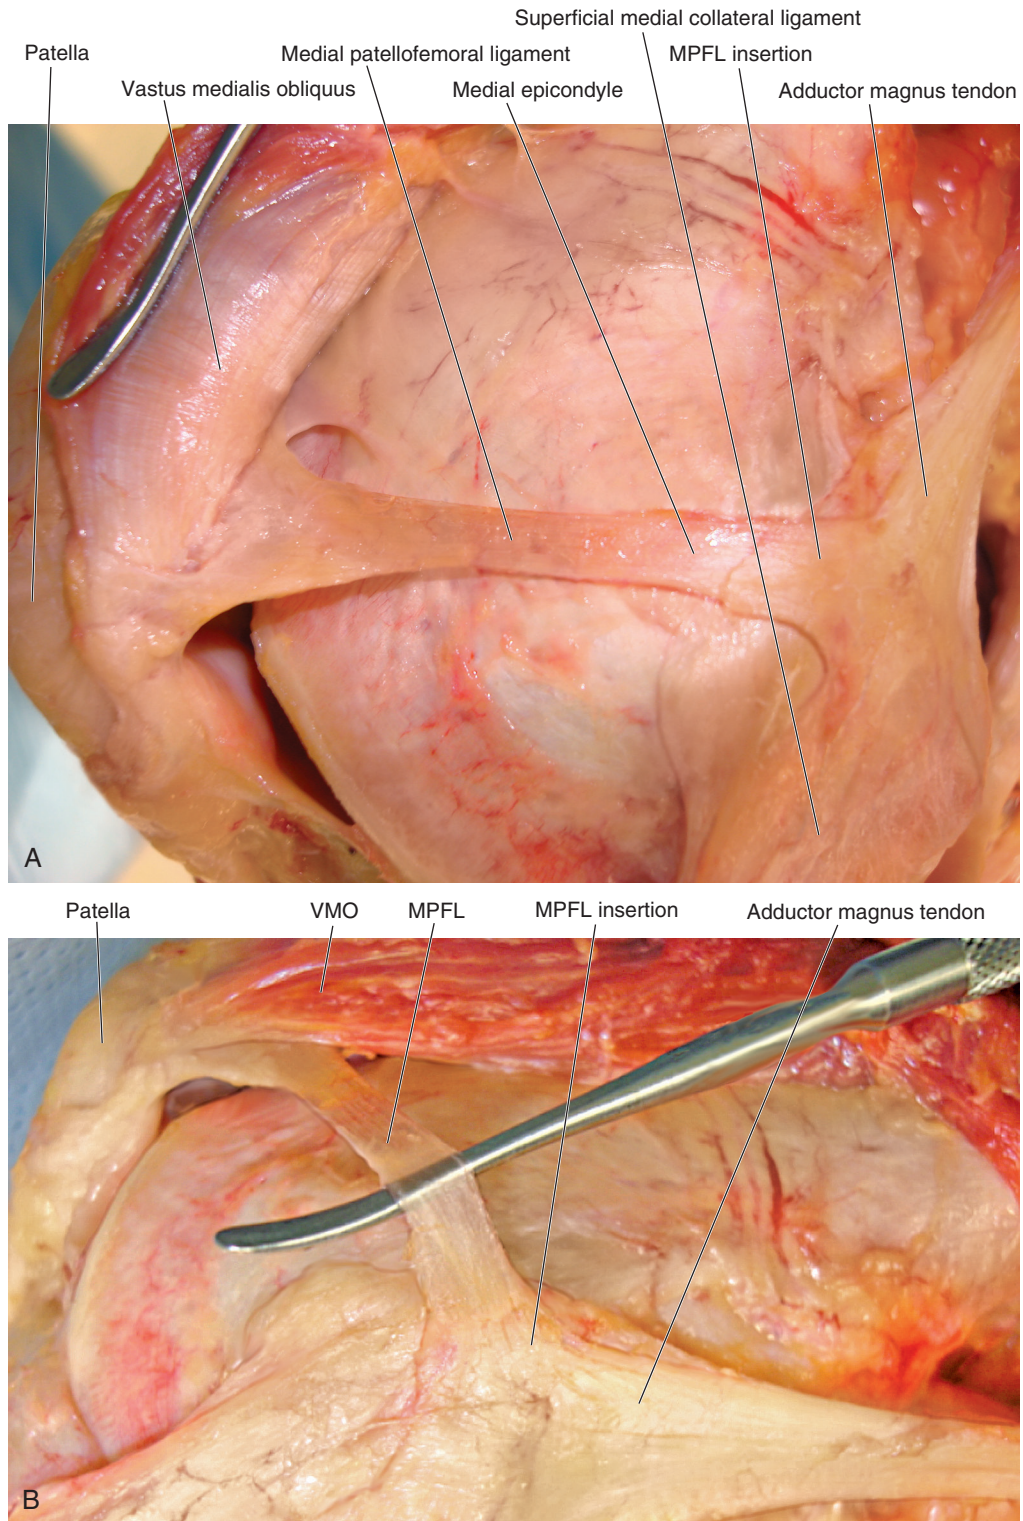 Superficial medial collateral ligament
Patella
Medial patellofemoral ligament
MPFL insertion
Vastus medialis obliquus
Medial epicondyle
Adductor magnus tendon
A
Patella
VMO
MPFL
MPFL insertion
Adductor magnus tendon
B